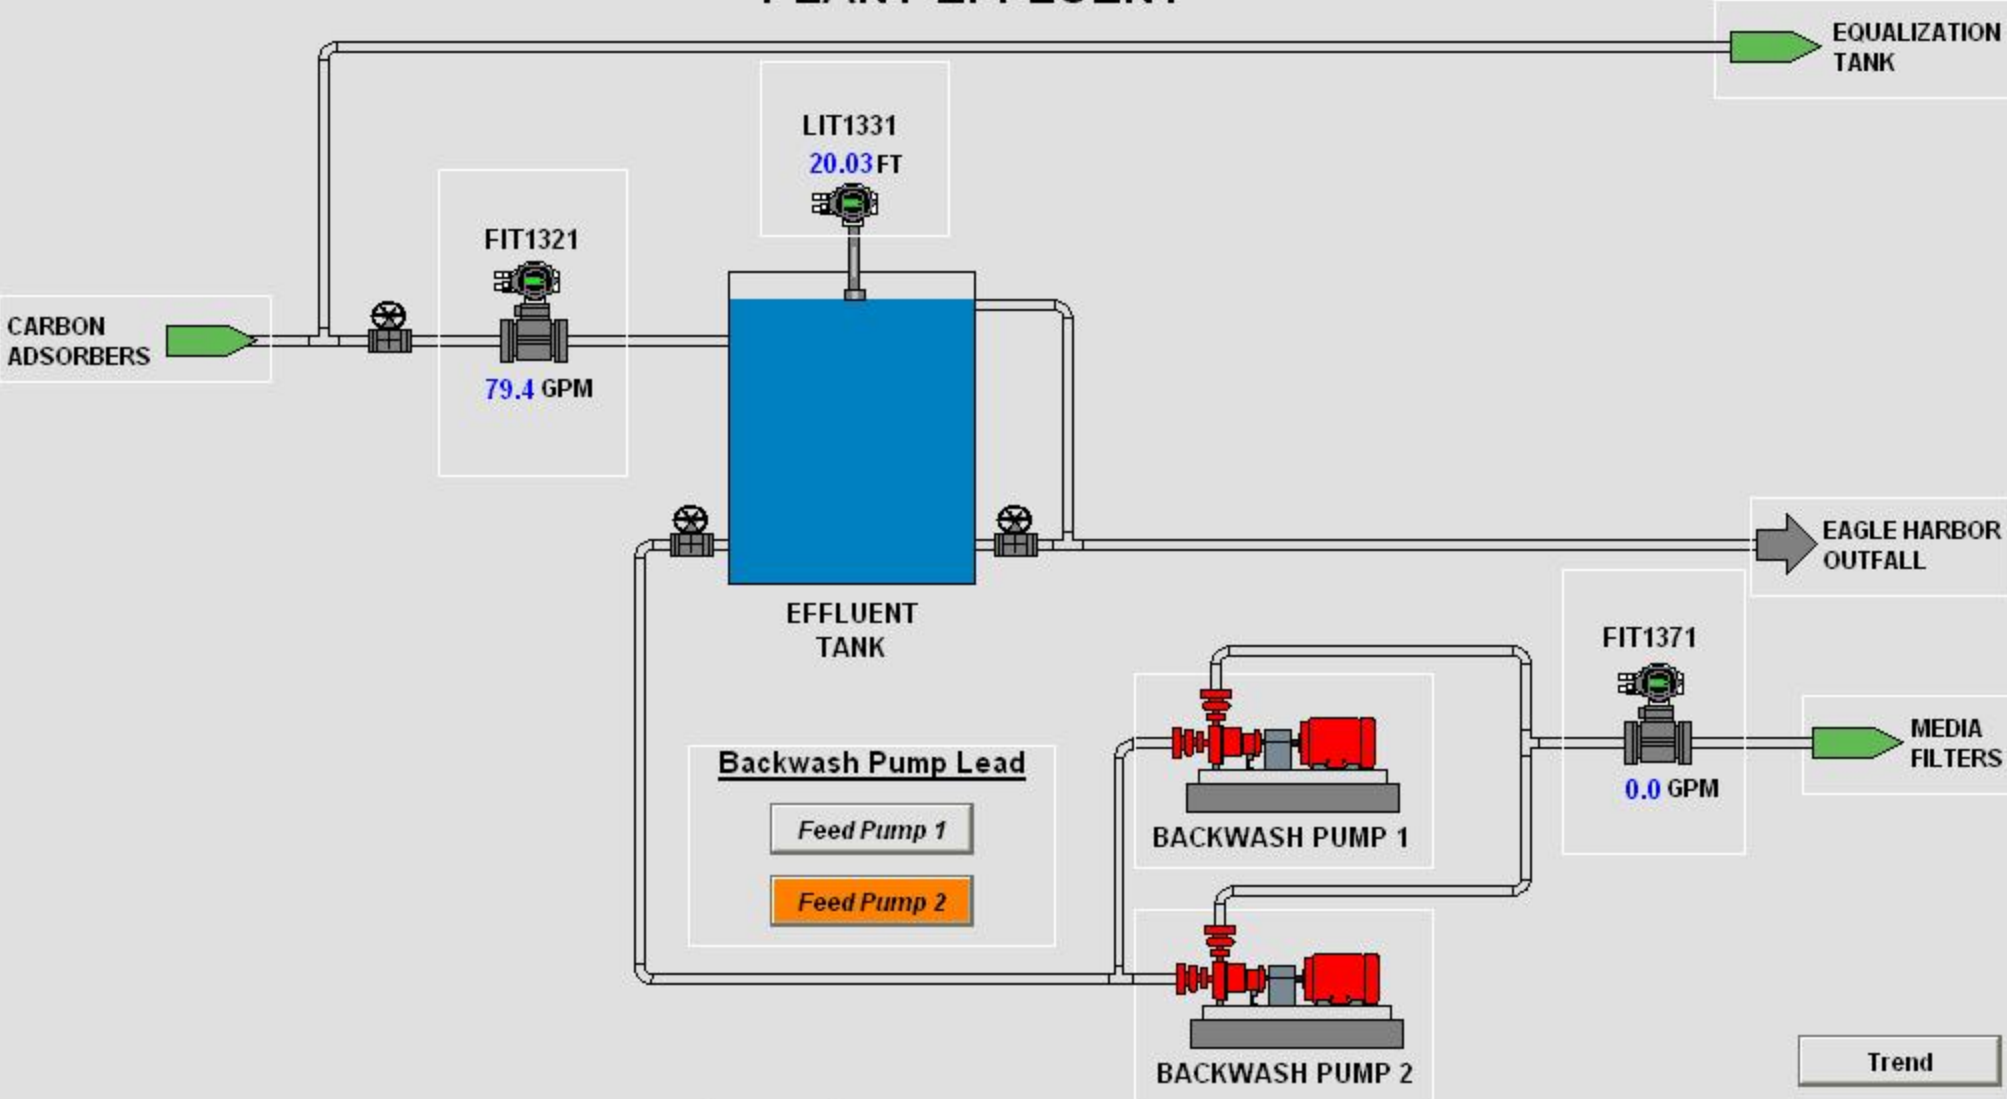 PLANT EFFLUENT
EQUALIZATION
TANK
LIT1331
20.03 FT
FIT1321
CARBON
ADSORBERS
79.4 GPM
EAGLE HARBOR
OUTFALL
EFFLUENT
TANK
FIT1371
MEDIA
FILTERS
0.0 GPM
Backwash Pump Lead
Feed Pump 1
Feed Pump 2
BACKWASH PUMP 1
BACKWASH PUMP 2
Trend